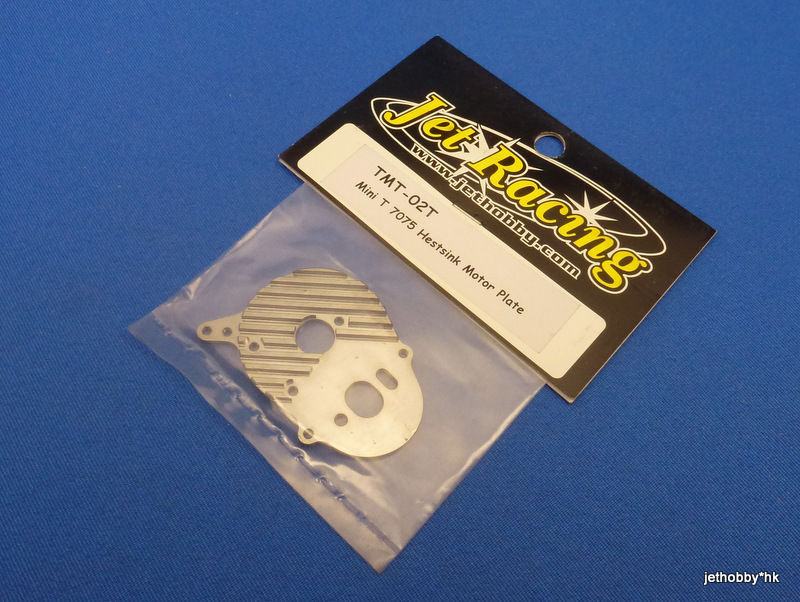 Jet Racing
www.jethobby.com
TMT-02T
Mini T 7075 Hestsink Motor Plate
jethobby*hk